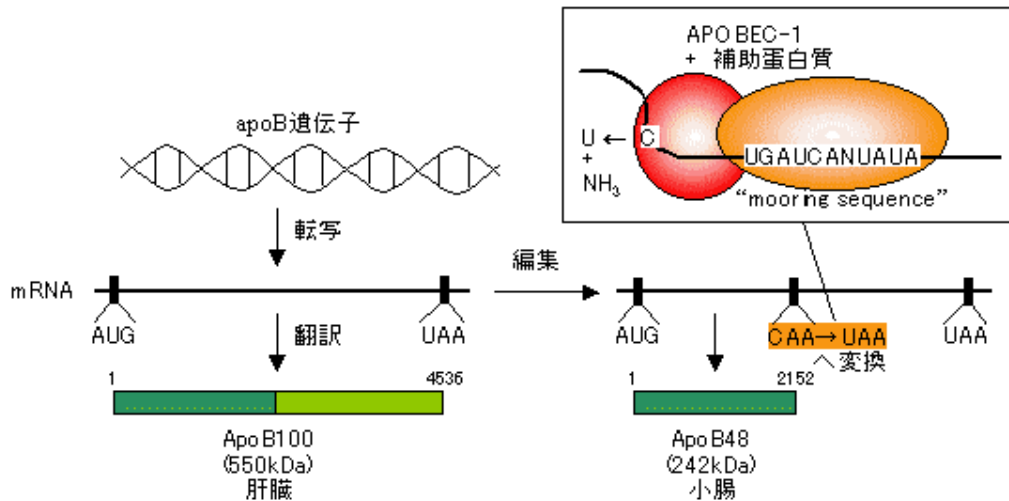 apoB遺伝子
転写
mRNA
AUG
UAA
翻訳
1
4536
ApoB100
(550kDa)
肝臓
編集
AUG
CAA→UAA
へ変換
UAA
1
2152
ApoB48
(242kDa)
小腸
APOBEC-1
+ 補助蛋白質
U ← C
+
NH₃
UGAUCANUAUA
“mooring sequence”